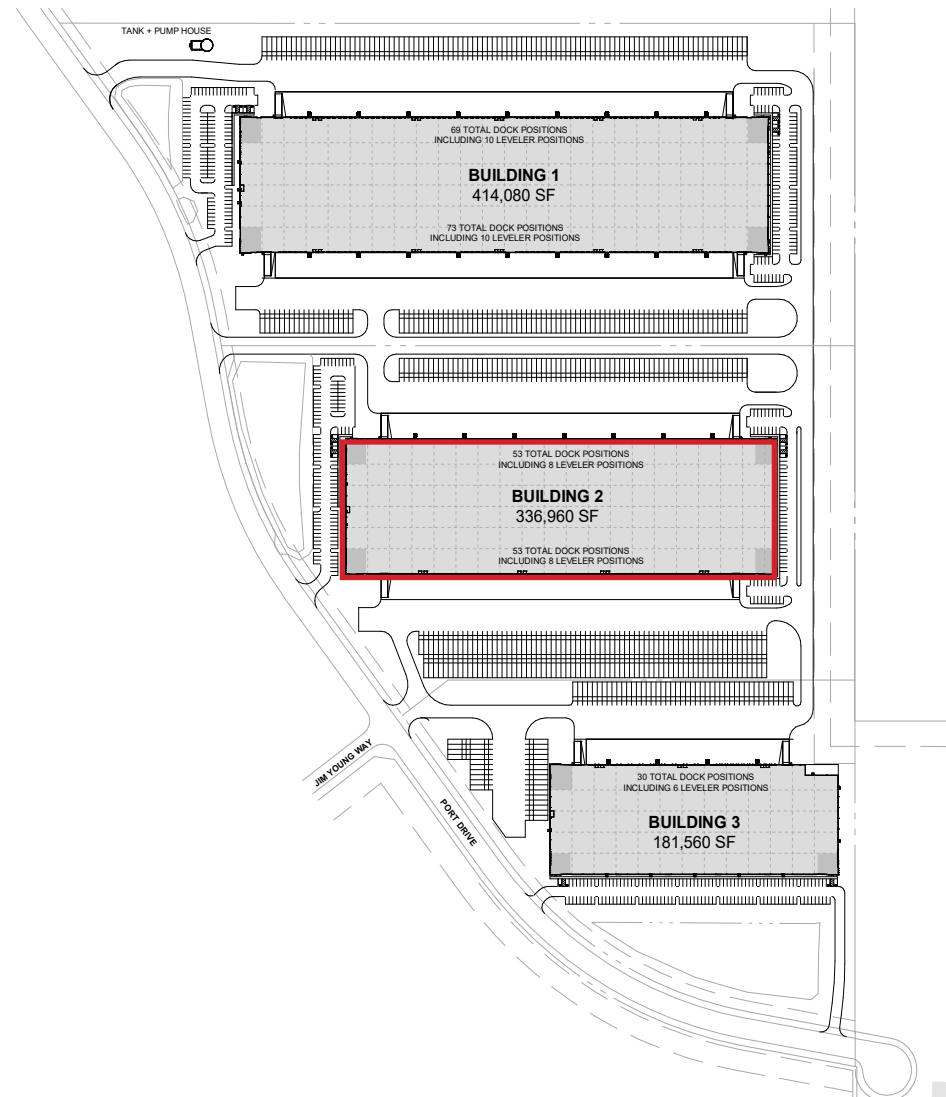 TANK + PUMP HOUSE
69 TOTAL DOCK POSITIONS
INCLUDING 10 LEVELER POSITIONS
BUILDING 1
414,080 SF
73 TOTAL DOCK POSITIONS
INCLUDING 10 LEVELER POSITIONS
53 TOTAL DOCK POSITIONS
INCLUDING 8 LEVELER POSITIONS
BUILDING 2
336,960 SF
53 TOTAL DOCK POSITIONS
INCLUDING 8 LEVELER POSITIONS
JIM YOUNG WAY
PORT DRIVE
30 TOTAL DOCK POSITIONS
INCLUDING 6 LEVELER POSITIONS
BUILDING 3
181,560 SF